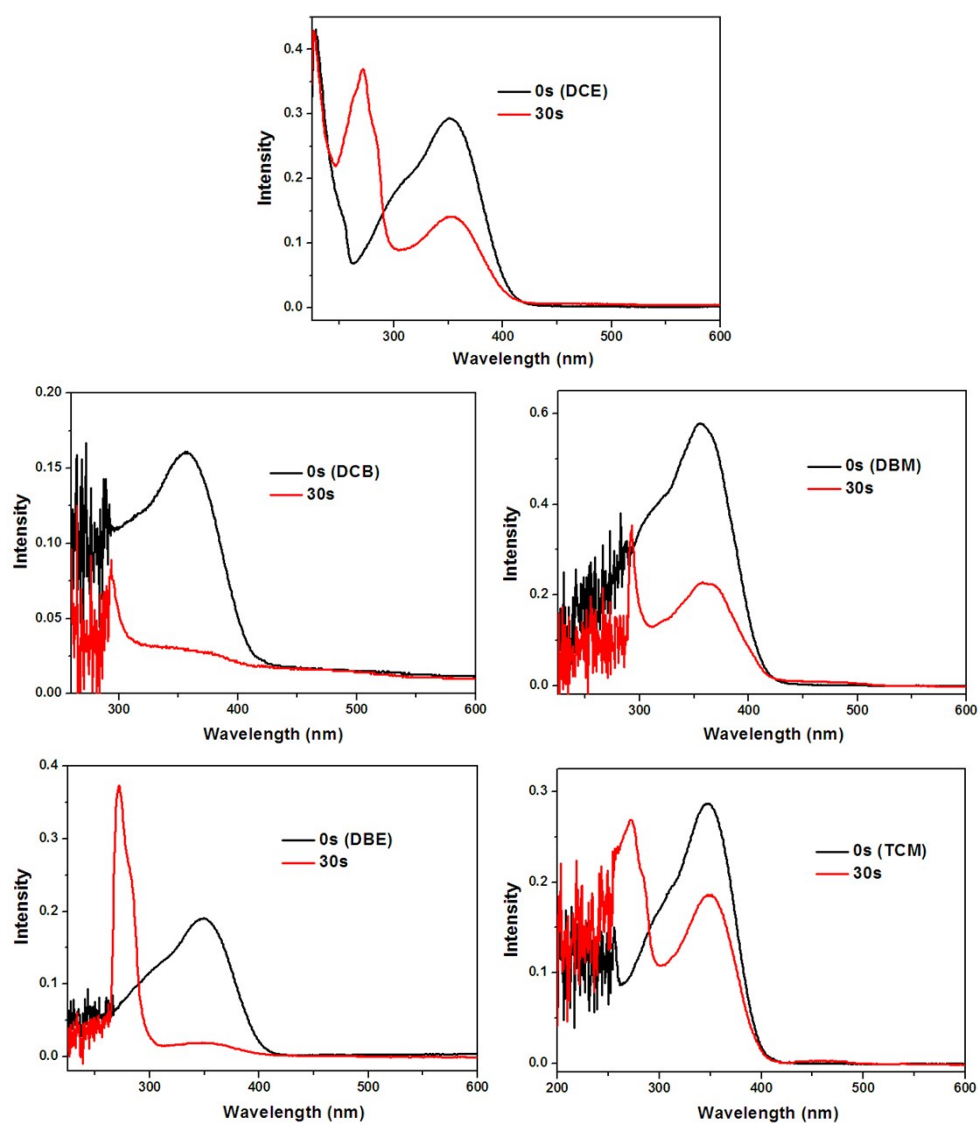 0.4
0.3
0.2
0.1
0.0
Intensity
0s (DCE)
30s
300 400 500 600
Wavelength (nm)
0.20
0.15
0.10
0.05
0.00
Intensity
0s (DCB)
30s
300 400 500 600
Wavelength (nm)
0.6
0.4
0.2
0.0
Intensity
0s (DBM)
30s
300 400 500 600
Wavelength (nm)
0.4
0.3
0.2
0.1
0.0
Intensity
0s (DBE)
30s
300 400 500 600
Wavelength (nm)
0.3
0.2
0.1
0.0
Intensity
0s (TCM)
30s
200 300 400 500 600
Wavelength (nm)